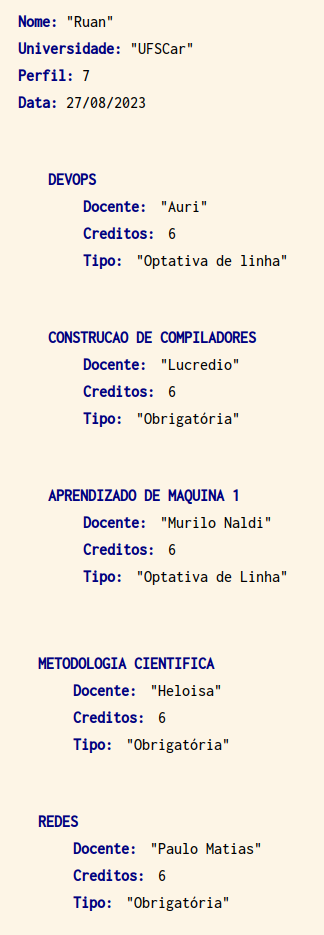 Nome: "Ruan"
Universidade: "UFSCar"
Perfil: 7
Data: 27/08/2023
DEVOPS
Docente: "Auri"
Creditos: 6
Tipo: "Optativa de linha"
CONSTRUCAO DE COMPILADORES
Docente: "Lucredio"
Creditos: 6
Tipo: "Obrigatória"
APRENDIZADO DE MAQUINA 1
Docente: "Murilo Naldi"
Creditos: 6
Tipo: "Optativa de Linha"
METODOLOGIA CIENTIFICA
Docente: "Heloisa"
Creditos: 6
Tipo: "Obrigatória"
REDES
Docente: "Paulo Matias"
Creditos: 6
Tipo: "Obrigatória"